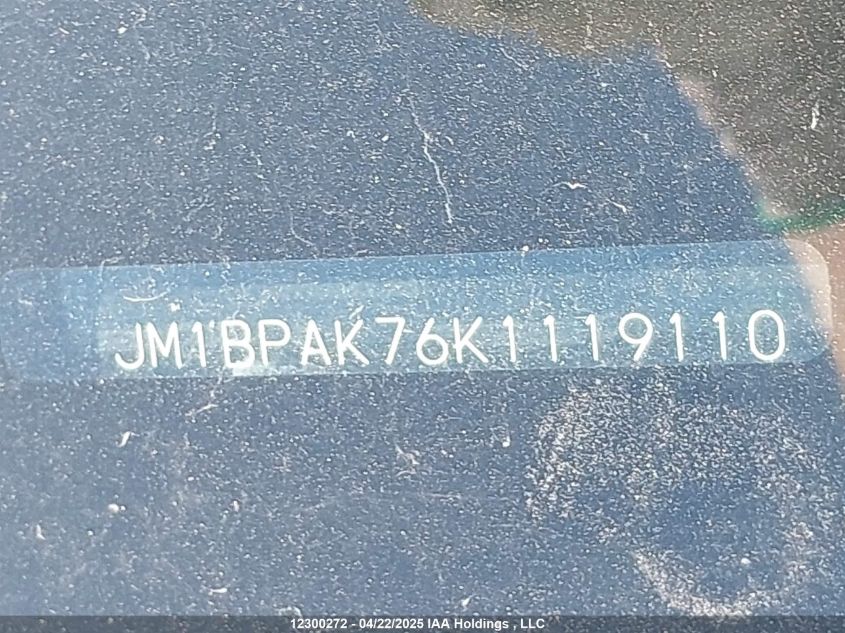 JM1BPAK76K1119110
12300272 - 04/22/2025 IAA Holdings , LLC